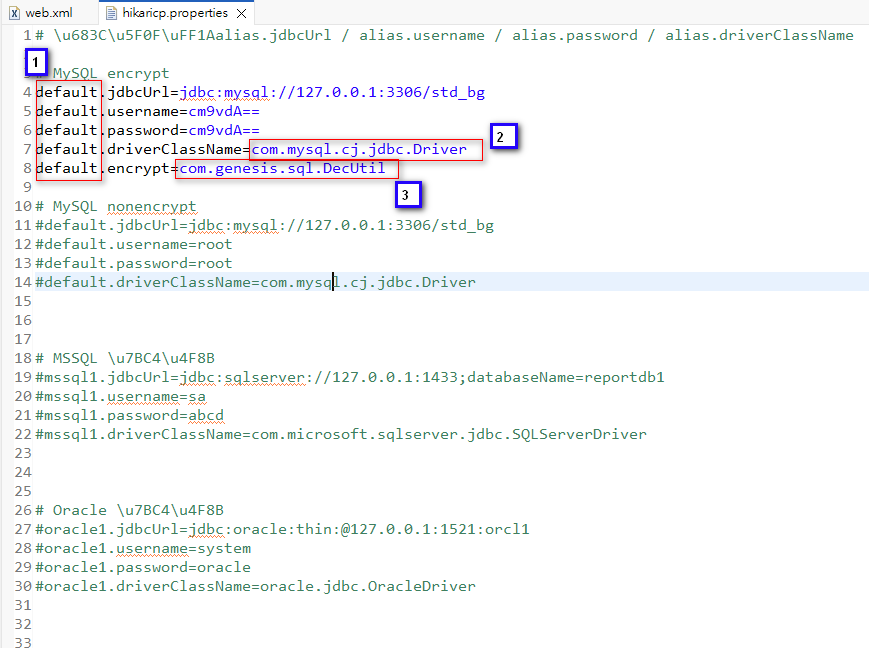 web.xml hikaricp.properties
1# \u683C\u5F0F\uFF1Aalias.jdbcUrl / alias.username / alias.password / alias.driverClassName
1
MySQL encrypt
4 default.jdbcUrl=jdbc:mysql://127.0.0.1:3306/std_bg
5 default.username=cm9vdA==
6 default.password=cm9vdA==
7 default.driverClassName=com.mysql.cj.jdbc.Driver
2
8 default.encrypt=com.genesis.sql.DecUtil
9
3
10 # MySQL nonencrypt
11 #default.jdbcUrl=jdbc:mysql://127.0.0.1:3306/std_bg
12 #default.username=root
13 #default.password=root
14 #default.driverClassName=com.mysql.cj.jdbc.Driver
15
16
17
18 # MSSQL \u7BC4\u4F8B
19 #mssql1.jdbcUrl=jdbc:sqlserver://127.0.0.1:1433;databaseName=reportdb1
20 #mssql1.username=sa
21 #mssql1.password=abcd
22 #mssql1.driverClassName=com.microsoft.sqlserver.jdbc.SQLServerDriver
23
24
25
26 # Oracle \u7BC4\u4F8B
27 #oracle1.jdbcUrl=jdbc:oracle:thin:@127.0.0.1:1521:orcl1
28 #oracle1.username=system
29 #oracle1.password=oracle
30 #oracle1.driverClassName=oracle.jdbc.OracleDriver
31
32
33